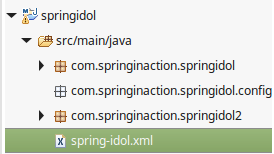 springidol
src/main/java
com.springinaction.springidol
com.springinaction.springidol.config
com.springinaction.springidol2
spring-idol.xml